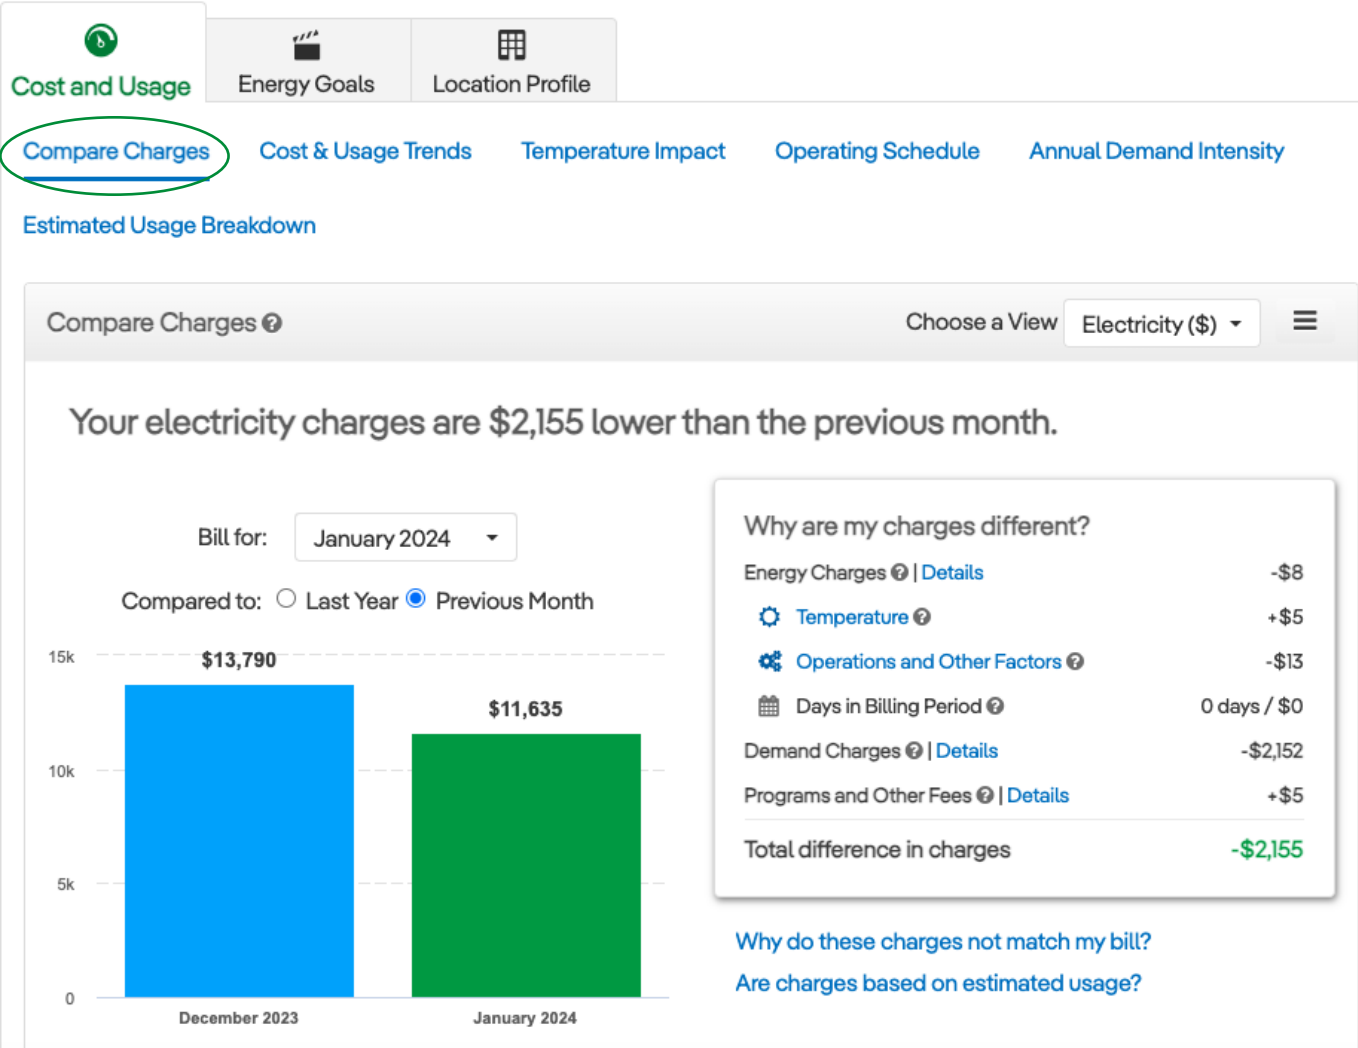 Cost and Usage
Energy Goals
Location Profile
Compare Charges
Cost & Usage Trends
Temperature Impact
Operating Schedule
Annual Demand Intensity
Estimated Usage Breakdown
Compare Charges ?
Choose a View
Electricity ($)
Your electricity charges are $2,155 lower than the previous month.
Bill for:
January 2024
Compared to:
Last Year
Previous Month
15k
10k
5k
0
$13,790
$11,635
December 2023
January 2024
Why are my charges different?
Energy Charges ? | Details -$8
Temperature ? +$5
Operations and Other Factors ? -$13
Days in Billing Period ? 0 days / $0
Demand Charges ? | Details -$2,152
Programs and Other Fees ? | Details +$5
Total difference in charges -$2,155
Why do these charges not match my bill?
Are charges based on estimated usage?